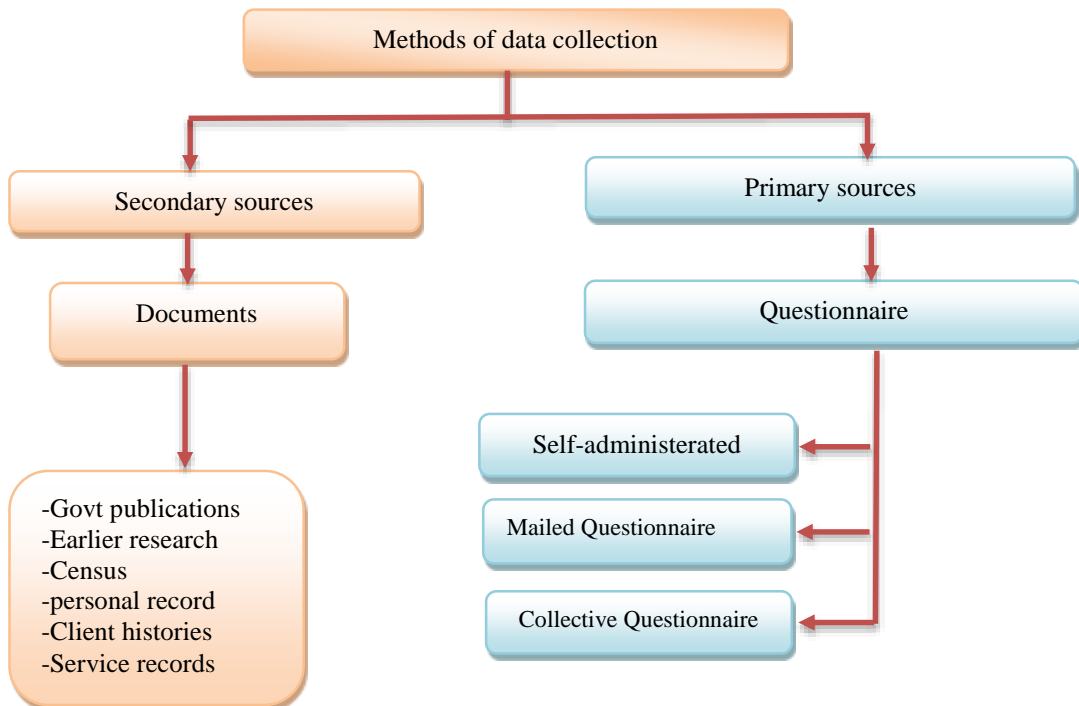 Methods of data collection
Secondary sources
Primary sources
Documents
Questionnaire
Self-administerated
Mailed Questionnaire
Collective Questionnaire
-Govt publications
-Earlier research
-Census
-personal record
-Client histories
-Service records